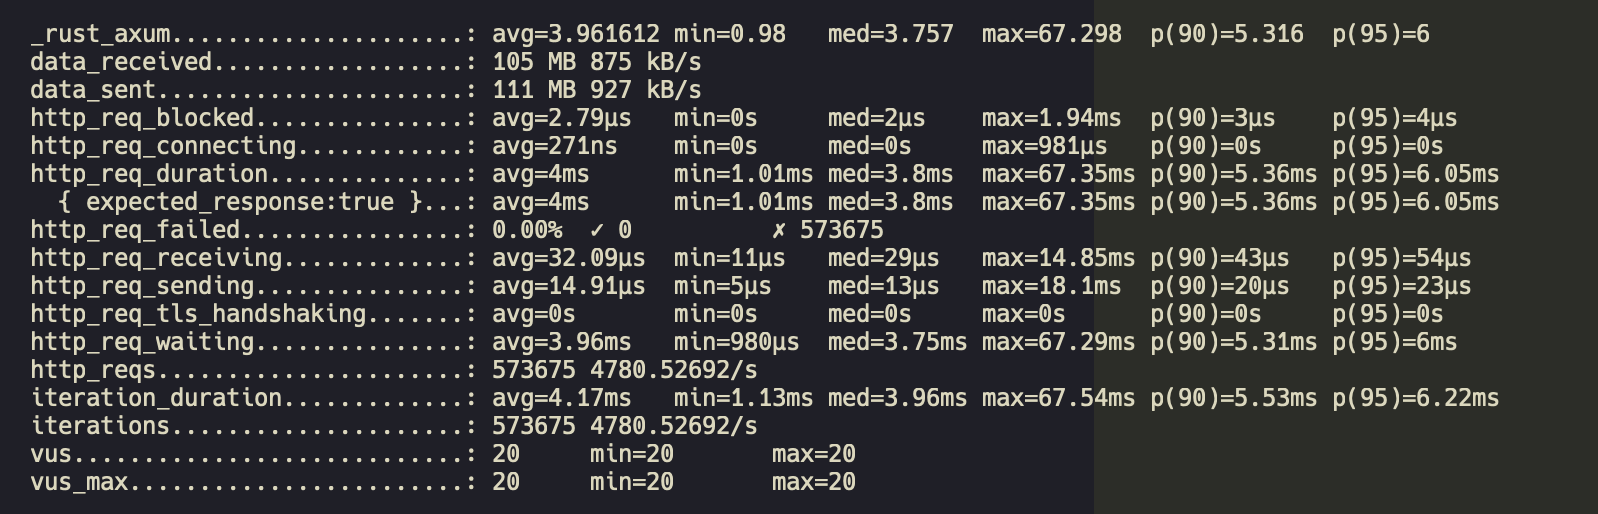 _rust_axum.....................: avg=3.961612 min=0.98   med=3.757  max=67.298  p(90)=5.316  p(95)=6
data_received..................: 105 MB 875 kB/s
data_sent......................: 111 MB 927 kB/s
http_req_blocked...............: avg=2.79µs   min=0s     med=2µs    max=1.94ms  p(90)=3µs    p(95)=4µs
http_req_connecting............: avg=271ns    min=0s     med=0s     max=981µs   p(90)=0s     p(95)=0s
http_req_duration..............: avg=4ms      min=1.01ms med=3.8ms  max=67.35ms p(90)=5.36ms p(95)=6.05ms
  { expected_response:true }...: avg=4ms      min=1.01ms med=3.8ms  max=67.35ms p(90)=5.36ms p(95)=6.05ms
http_req_failed................: 0.00%  ✓ 0          ✗ 573675
http_req_receiving.............: avg=32.09µs  min=11µs   med=29µs   max=14.85ms p(90)=43µs   p(95)=54µs
http_req_sending...............: avg=14.91µs  min=5µs    med=13µs   max=18.1ms  p(90)=20µs   p(95)=23µs
http_req_tls_handshaking.......: avg=0s       min=0s     med=0s     max=0s      p(90)=0s     p(95)=0s
http_req_waiting...............: avg=3.96ms   min=980µs  med=3.75ms max=67.29ms p(90)=5.31ms p(95)=6ms
http_reqs......................: 573675 4780.52692/s
iteration_duration.............: avg=4.17ms   min=1.13ms med=3.96ms max=67.54ms p(90)=5.53ms p(95)=6.22ms
iterations.....................: 573675 4780.52692/s
vus............................: 20     min=20       max=20
vus_max........................: 20     min=20       max=20